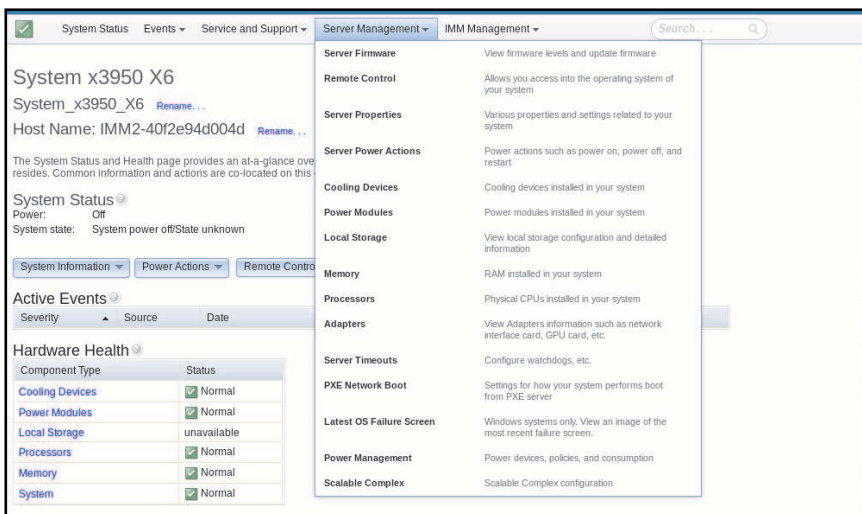 System Status Events Service and Support Server Management IMM Management Search...
System x3950 X6
System_x3950_X6 Rename...
Host Name: IMM2-40f2e94d004d Rename...
The System Status and Health page provides an at-a-glance ove
resides. Common information and actions are co-located on this
System Status
Power: Off
System state: System power off/State unknown
System Information Power Actions Remote Contro
Active Events
Severity Source Date
Hardware Health
Component Type Status
Cooling Devices Normal
Power Modules Normal
Local Storage unavailable
Processors Normal
Memory Normal
System Normal
Server Firmware View firmware levels and update firmware
Remote Control Allows you access into the operating system of
your system
Server Properties Various properties and settings related to your
system
Server Power Actions Power actions such as power on, power off, and
restart
Cooling Devices Cooling devices installed in your system
Power Modules Power modules installed in your system
Local Storage View local storage configuration and detailed
information
Memory RAM installed in your system
Processors Physical CPUs installed in your system
Adapters View Adapters information such as network
interface card, GPU card, etc.
Server Timeouts Configure watchdogs, etc.
PXE Network Boot Settings for how your system performs boot
from PXE server
Latest OS Failure Screen Windows systems only. View an image of the
most recent failure screen.
Power Management Power devices, policies, and consumption
Scalable Complex Scalable Complex configuration